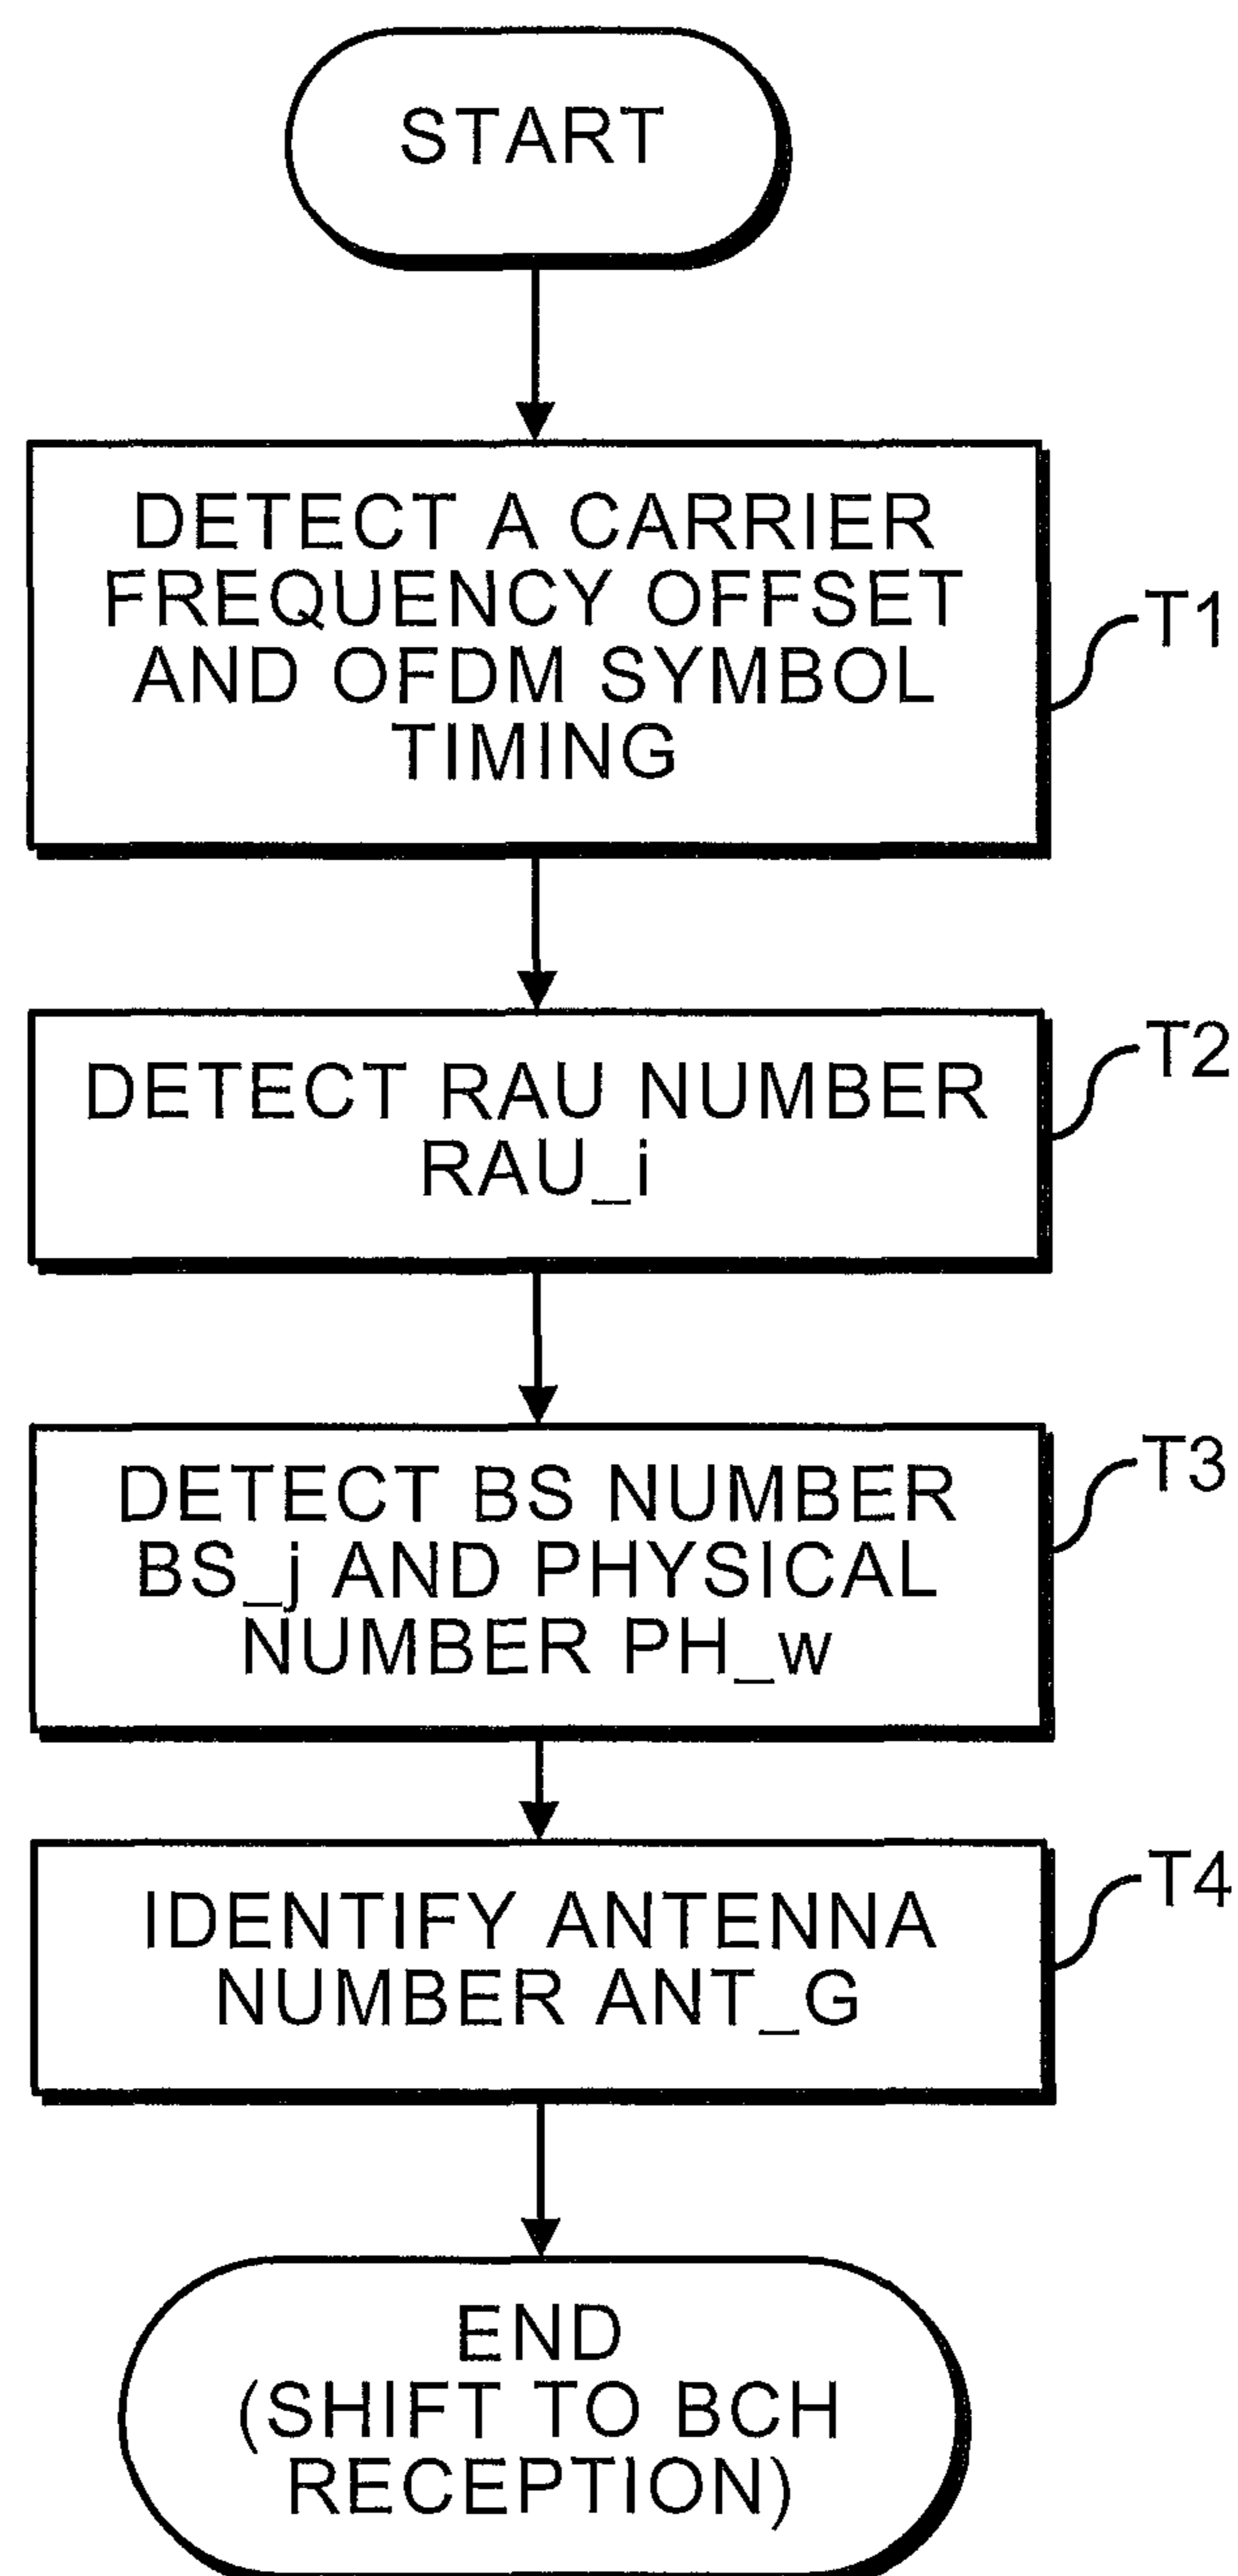 START
DETECT A CARRIER
FREQUENCY OFFSET
AND OFDM SYMBOL
TIMING
T1
DETECT RAU NUMBER
RAU_i
T2
DETECT BS NUMBER
BS_j AND PHYSICAL
NUMBER PH_w
T3
IDENTIFY ANTENNA
NUMBER ANT_G
T4
END
(SHIFT TO BCH
RECEPTION)